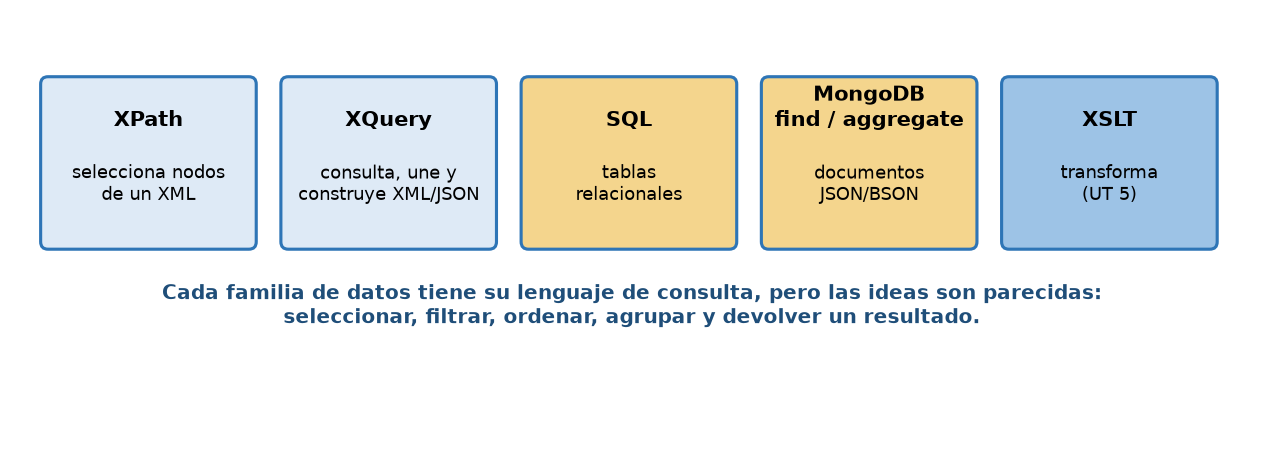 XPath
selecciona nodos
de un XML
XQuery
consulta, une y
construye XML/JSON
SQL
tablas
relacionales
MongoDB
find / aggregate
documentos
JSON/BSON
XSLT
transforma
(UT 5)
Cada familia de datos tiene su lenguaje de consulta, pero las ideas son parecidas:
seleccionar, filtrar, ordenar, agrupar y devolver un resultado.